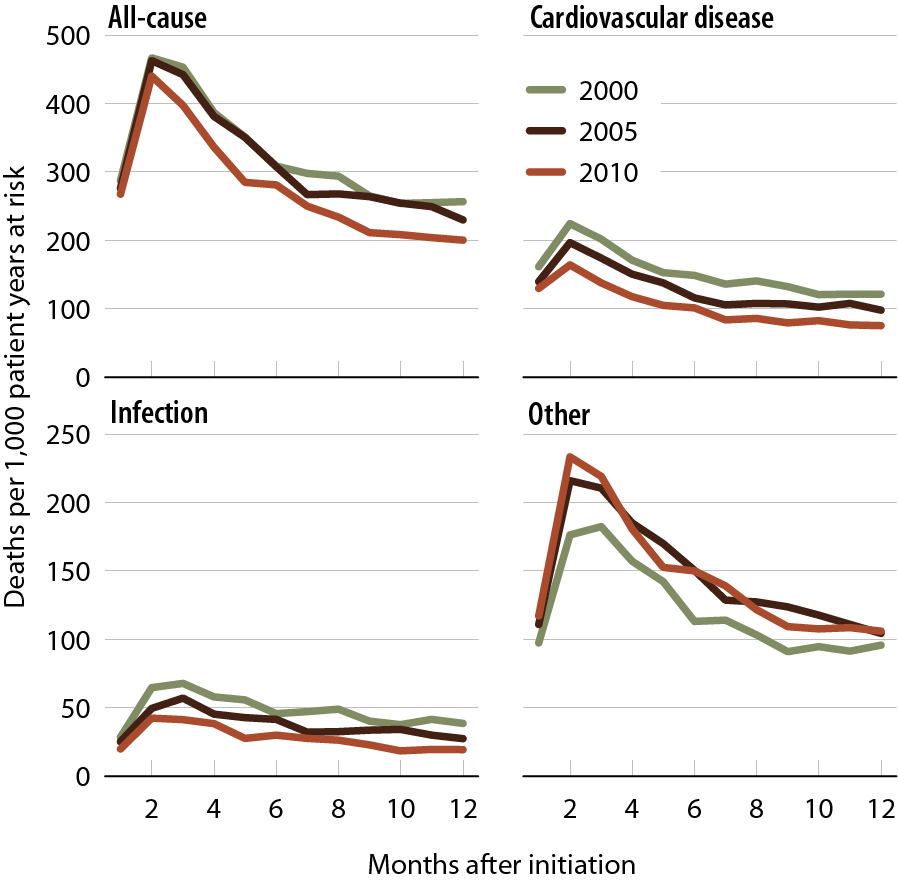 All-cause
Cardiovascular disease
500
400
300
200
100
0
2000
2005
2010
Infection
Other
250
200
150
100
50
0
2 4 6 8 10 12
2 4 6 8 10 12
Deaths per 1,000 patient years at risk
Months after initiation